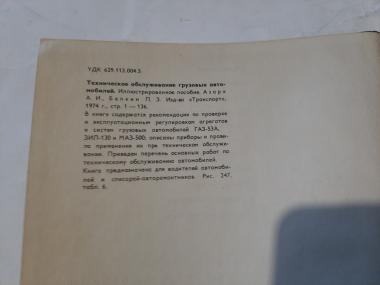 УДК 629.113.004.5
Техническое обслуживание грузовых авто-
мобилей. Иллюстрированное пособие. Азорк
А. И., Белкин П. З. Изд-во «Транспорт»,
1974 г., стр. 1—136.
В книге содержатся рекомендации по проверке
и эксплуатационным регулировкам агрегатов
и систем грузовых автомобилей ГАЗ-53А,
ЗИЛ-130 и МАЗ-500; описаны приборы и прави-
ла применения их при техническом обслужи-
вании. Приведен перечень основных работ по
техническому обслуживанию автомобилей.
Книга предназначена для водителей автомоби-
лей и слесарей-авторемонтников. Рис. 247,
табл. 6.